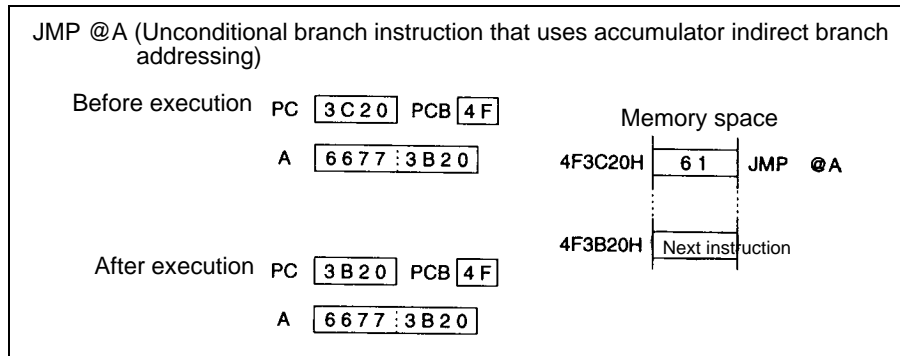 JMP @A (Unconditional branch instruction that uses accumulator indirect branch
addressing)
Before execution PC 3C20 PCB 4F
A 6677 3B20
Memory space
4F3C20H 61 JMP @A
4F3B20H Next instruction
After execution PC 3B20 PCB 4F
A 6677 3B20